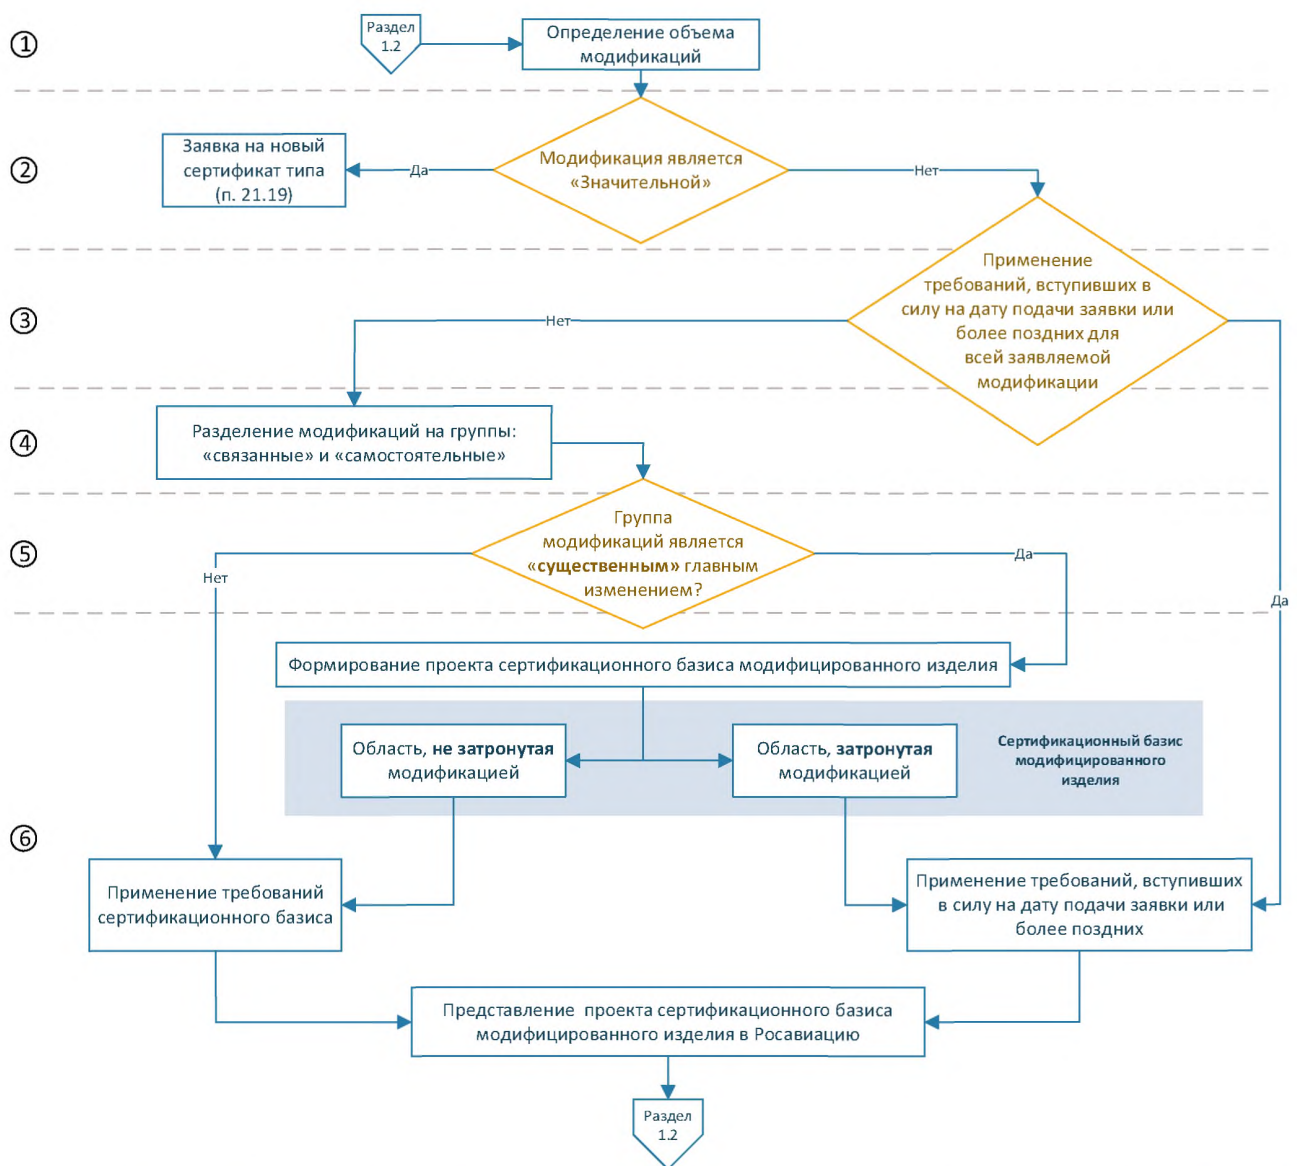 ①
Раздел
1.2
Определение объема
модификаций
②
Заявка на новый
сертификат типа
(п. 21.19)
Да
Модификация является
«Значительной»
Нет
③
Нет
Применение
требований, вступивших в
силу на дату подачи заявки или
более поздних для
всей заявляемой
модификации
④
Разделение модификаций на группы:
«связанные» и «самостоятельные»
⑤
Нет
Группа
модификаций является
«существенным» главным
изменением?
Да
Да
Формирование проекта сертификационного базиса модифицированного изделия
Область, не затронутая
модификацией
Область, затронутая
модификацией
Сертификационный базис
модифицированного
изделия
⑥
Применение требований
сертификационного базиса
Применение требований, вступивших
в силу на дату подачи заявки или
более поздних
Представление проекта сертификационного базиса
модифицированного изделия в Росавиацию
Раздел
1.2